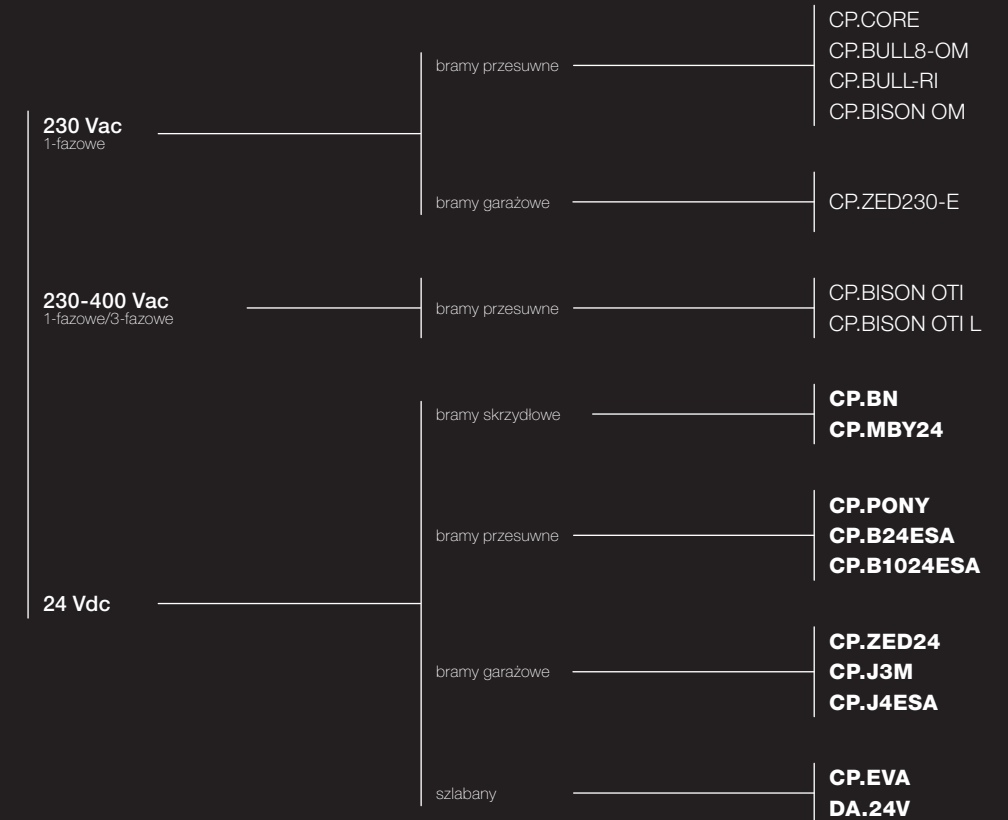 230 Vac
1-fazowe
bramy przesuwne
CP.CORE
CP.BULL8-OM
CP.BULL-RI
CP.BISON OM
bramy garażowe
CP.ZED230-E
230-400 Vac
1-fazowe/3-fazowe
bramy przesuwne
CP.BISON OTI
CP.BISON OTI L
24 Vdc
bramy skrzydłowe
CP.BN
CP.MBY24
bramy przesuwne
CP.PONY
CP.B24ESA
CP.B1024ESA
bramy garażowe
CP.ZED24
CP.J3M
CP.J4ESA
szlabany
CP.EVA
DA.24V